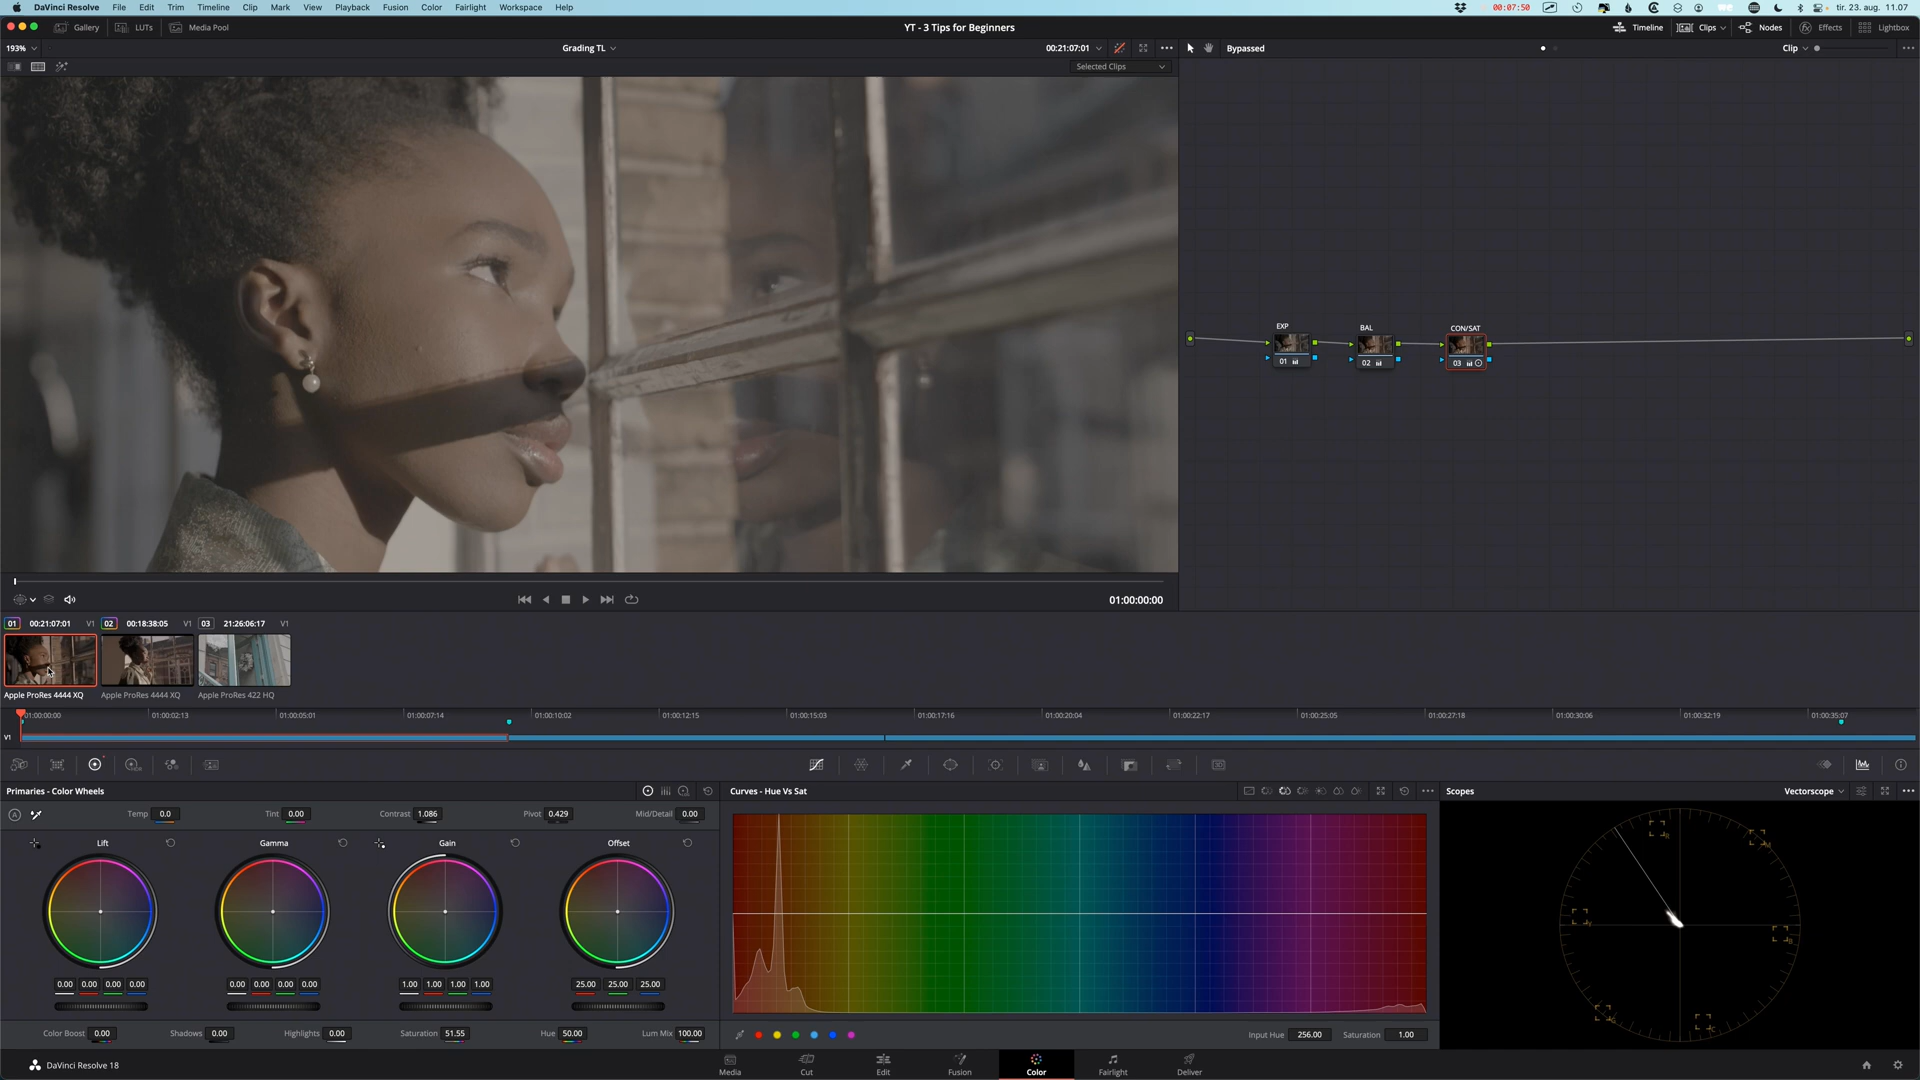 DaVinci Resolve File Edit Trim Timeline Clip Mark View Playback Fusion Color Fairlight Workspace Help 00:07:50 tir. 23. aug. 11.07
Gallery LUTs Media Pool YT - 3 Tips for Beginners Timeline Clips Nodes Effects Lightbox
193% Grading TL 00:21:07:01 Bypassed Clip
Selected Clips
EXP BAL CON/SAT
01 02 03
01:00:00:00
01 00:21:07:01 V1 02 00:18:38:05 V1 03 21:26:06:17 V1
Apple ProRes 4444 XQ Apple ProRes 4444 XQ Apple ProRes 422 HQ
01:00:00:00 01:00:02:13 01:00:05:01 01:00:07:14 01:00:10:02 01:00:12:15 01:00:15:03 01:00:17:16 01:00:20:04 01:00:22:17 01:00:25:05 01:00:27:18 01:00:30:06 01:00:32:19 01:00:35:07
V1
Primaries - Color Wheels Curves - Hue Vs Sat Scopes Vectorscope
A Temp 0.0 Tint 0.00 Contrast 1.086 Pivot 0.429 Mid/Detail 0.00
Lift Gamma Gain Offset
0.00 0.00 0.00 0.00 0.00 0.00 0.00 0.00 1.00 1.00 1.00 1.00 25.00 25.00 25.00
Color Boost 0.00 Shadows 0.00 Highlights 0.00 Saturation 51.55 Hue 50.00 Lum Mix 100.00 Input Hue 256.00 Saturation 1.00
DaVinci Resolve 18 Media Cut Edit Fusion Color Fairlight Deliver